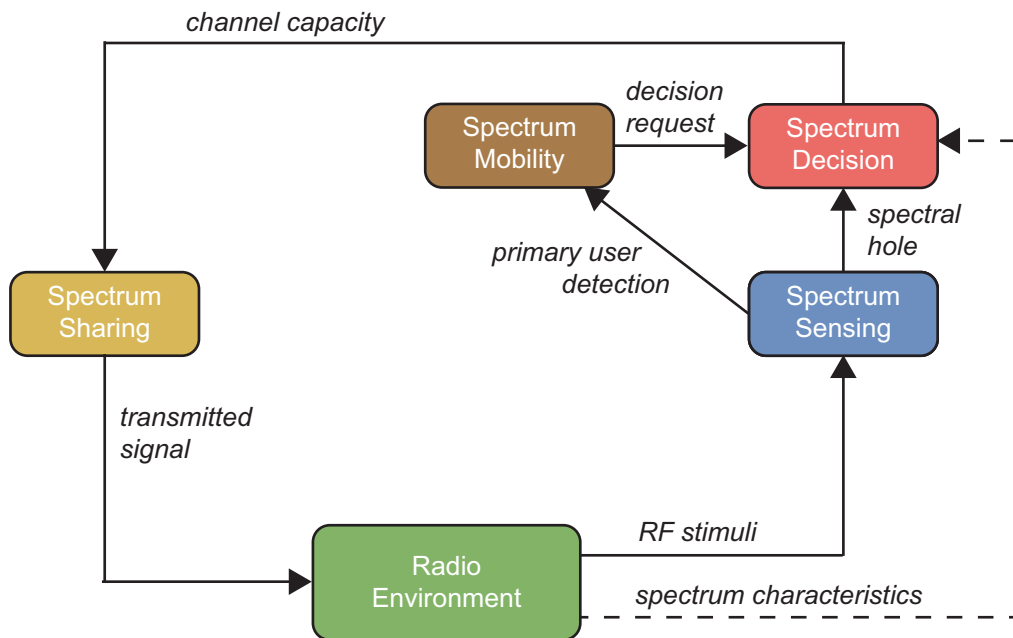 channel capacity
Spectrum
Mobility
decision
request
Spectrum
Decision
primary user
detection
spectral
hole
Spectrum
Sharing
Spectrum
Sensing
transmitted
signal
Radio
Environment
RF stimuli
spectrum characteristics